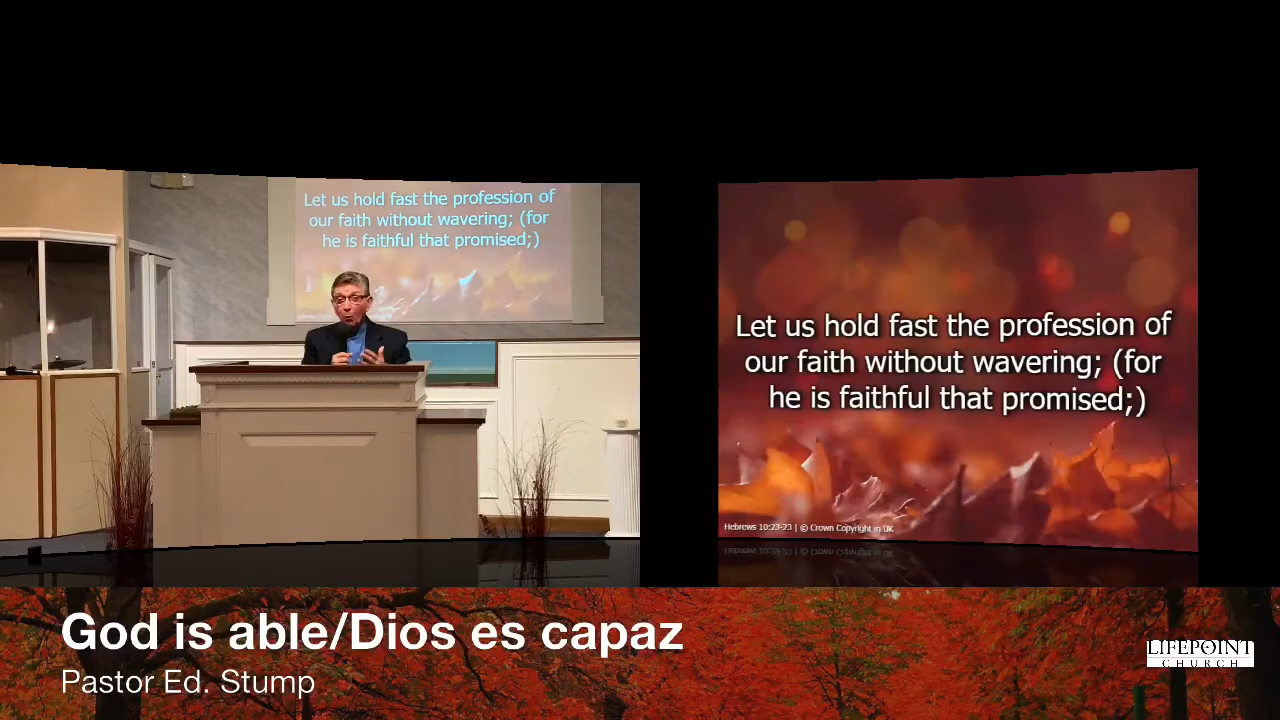 Let us hold fast the profession of
our faith without wavering; (for
he is faithful that promised;)
Let us hold fast the profession of
our faith without wavering; (for
he is faithful that promised;)
Hebrews 10:23-23 | © Crown Copyright in UK
God is able/Dios es capaz
Pastor Ed. Stump
LIFEPOINT
CHURCH